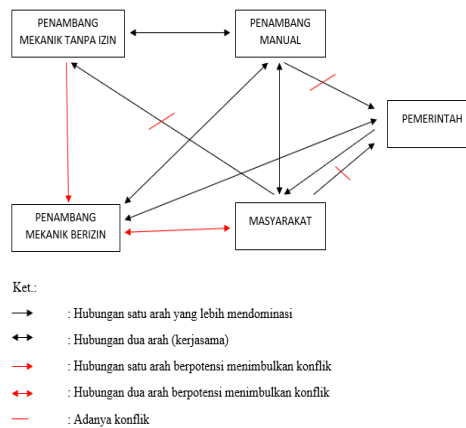 PENAMBANG
MEKANIK TANPA IZIN
PENAMBANG
MANUAL
PEMERINTAH
PENAMBANG
MEKANIK BERIZIN
MASYARAKAT
Ket.:
: Hubungan satu arah yang lebih mendominasi
: Hubungan dua arah (kerjasama)
: Hubungan satu arah berpotensi menimbulkan konflik
: Hubungan dua arah berpotensi menimbulkan konflik
: Adanya konflik